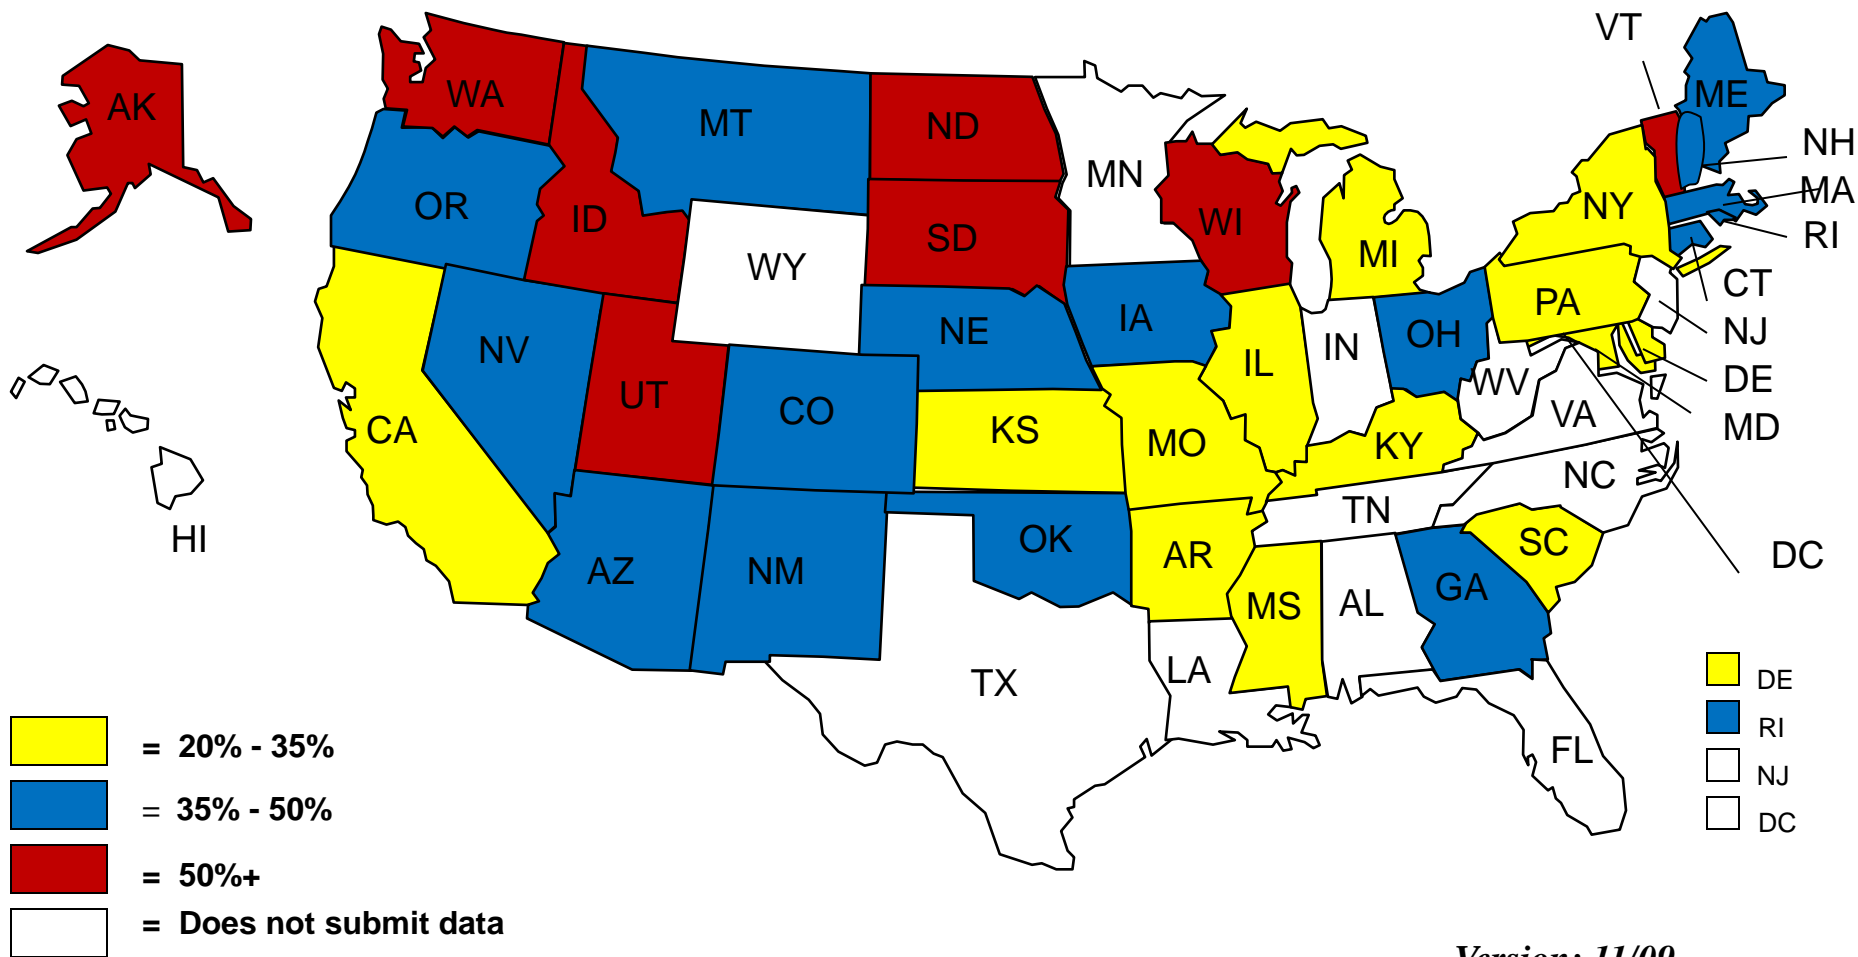 VT
ME
AK
WA
MT
ND
NH
MN
MA
OR
ID
WI
NY
SD
RI
MI
WY
CT
PA
NE
IA
NJ
OH
NV
IN
IL
DE
UT
WV
CO
VA
MD
CA
KS
MO
KY
NC
TN
HI
OK
SC
AR
DC
AZ
NM
GA
MS
AL
LA
TX
FL
DE
RI
NJ
DC
= 20% - 35%
= 35% - 50%
= 50%+
= Does not submit data
Version: 11/09